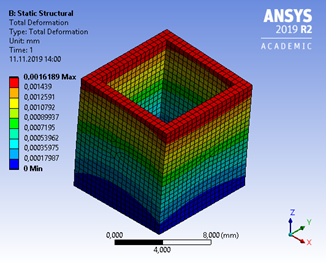 B: Static Structural
Total Deformation
Type: Total Deformation
Unit: mm
Time: 1
11.11.2019 14:00
0,0016189 Max
0,001439
0,0012591
0,0010792
0,00089937
0,0007195
0,00053962
0,00035975
0,00017987
0 Min
ANSYS
2019 R2
ACADEMIC
0,000
8,000 (mm)
4,000
Z
Y
X